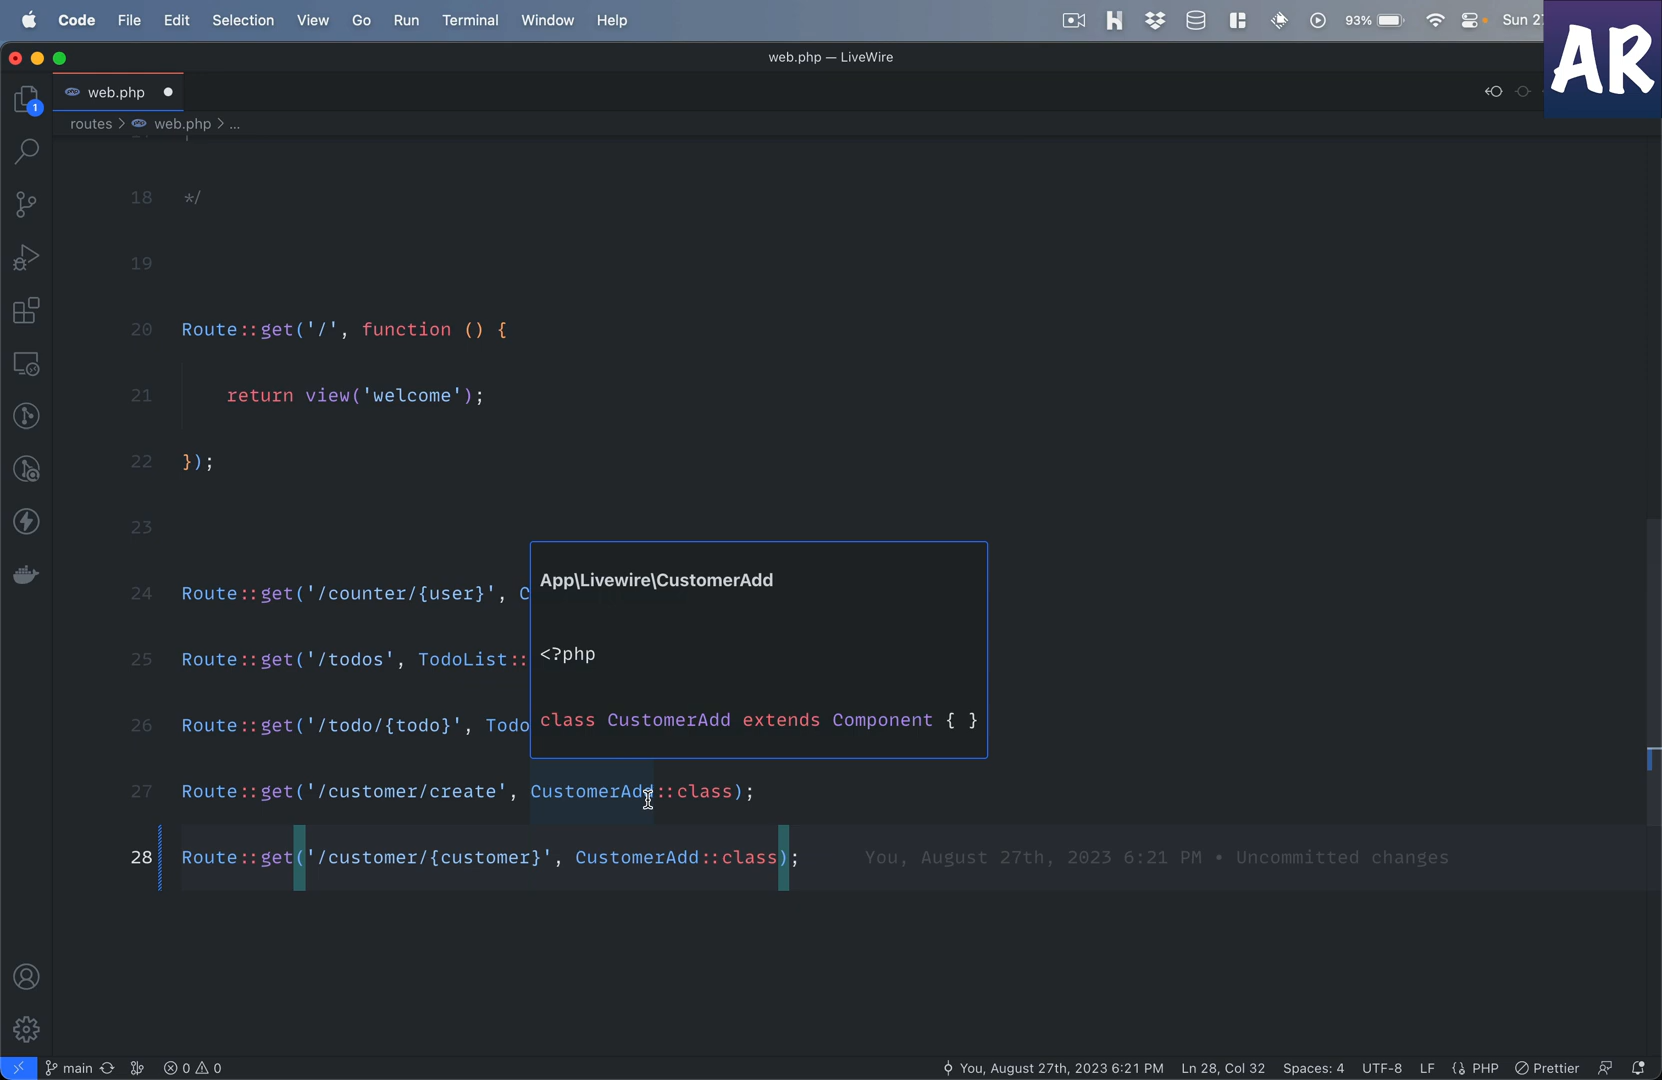 Code File Edit Selection View Go Run Terminal Window Help 93% Sun 27
AR
web.php — LiveWire
web.php
1
routes > web.php > ...
18 */
19
20 Route::get('/', function () {
21 return view('welcome');
22 });
23
App\Livewire\CustomerAdd
24 Route::get('/counter/{user}', C
<?php
25 Route::get('/todos', TodoList::
class CustomerAdd extends Component { }
26 Route::get('/todo/{todo}', Todo
27 Route::get('/customer/create', CustomerAdd::class);
28 Route::get('/customer/{customer}', CustomerAdd::class); You, August 27th, 2023 6:21 PM • Uncommitted changes
main 0 0 You, August 27th, 2023 6:21 PM Ln 28, Col 32 Spaces: 4 UTF-8 LF PHP Prettier